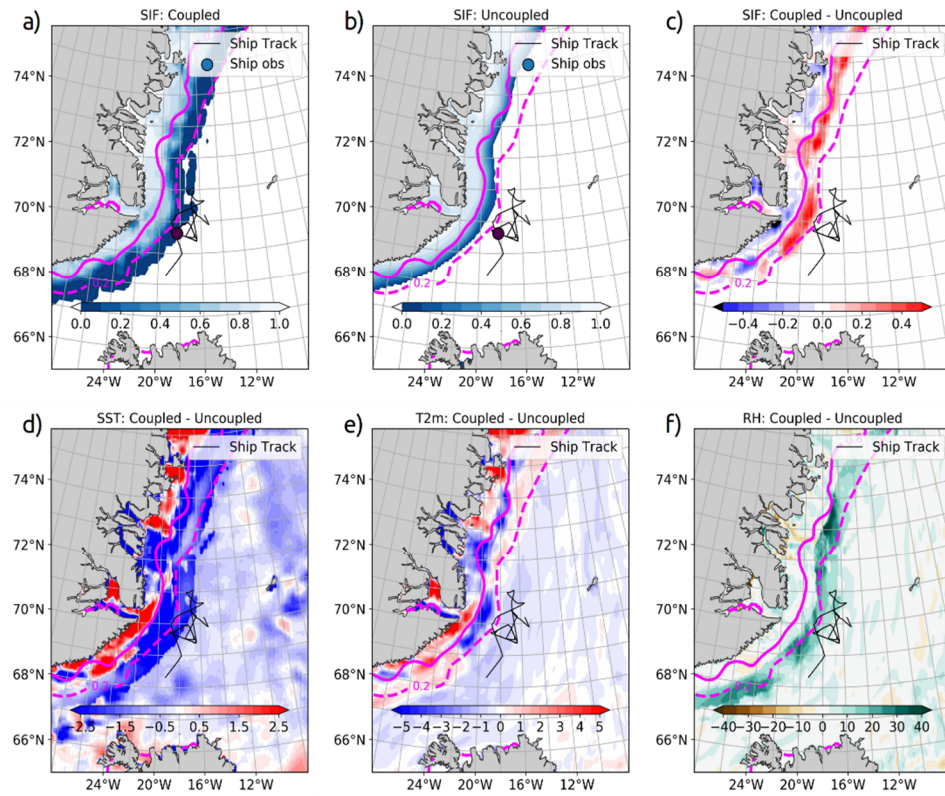 a) SIF: Coupled
Ship Track
Ship obs
74°N
72°N
70°N
68°N
66°N
0.2
0.0 0.2 0.4 0.6 0.8 1.0
24°W 20°W 16°W 12°W
b) SIF: Uncoupled
Ship Track
Ship obs
74°N
72°N
70°N
68°N
66°N
0.0 0.2 0.4 0.6 0.8 1.0
24°W 20°W 16°W 12°W
c) SIF: Coupled - Uncoupled
Ship Track
74°N
72°N
70°N
68°N
66°N
0.2
−0.4 −0.2 0.0 0.2 0.4
24°W 20°W 16°W 12°W
d) SST: Coupled - Uncoupled
Ship Track
74°N
72°N
70°N
68°N
66°N
0.2
−2.5 −1.5 −0.5 0.5 1.5 2.5
24°W 20°W 16°W 12°W
e) T2m: Coupled - Uncoupled
Ship Track
74°N
72°N
70°N
68°N
66°N
0.2
−5 −4 −3 −2 −1 0 1 2 3 4 5
24°W 20°W 16°W 12°W
f) RH: Coupled - Uncoupled
Ship Track
74°N
72°N
70°N
68°N
66°N
−40 −30 −20 −10 0 10 20 30 40
24°W 20°W 16°W 12°W